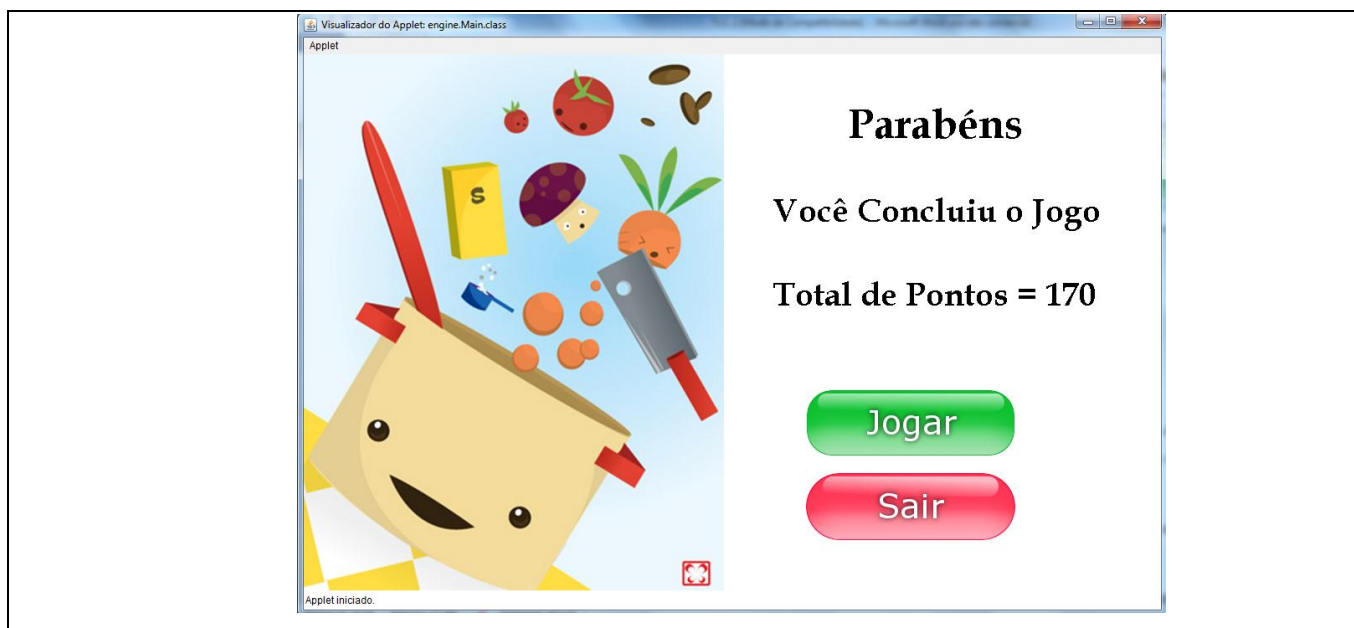 Visualizador do Applet: engine.Main.class
Applet
S
Parabéns
Você Concluiu o Jogo
Total de Pontos = 170
Jogar
Sair
Applet iniciado.